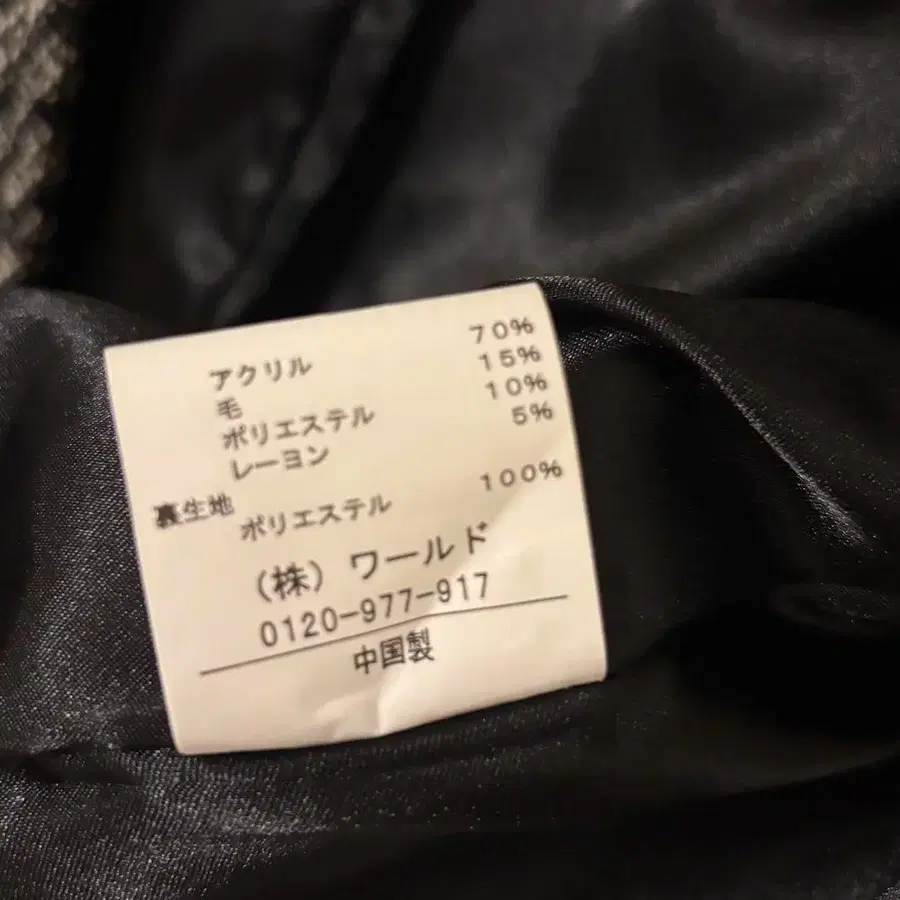 アクリル 70%
毛 15%
ポリエステル 10%
レーヨン 5%
裏生地
ポリエステル 100%
（株）ワールド
0120-977-917
中国製